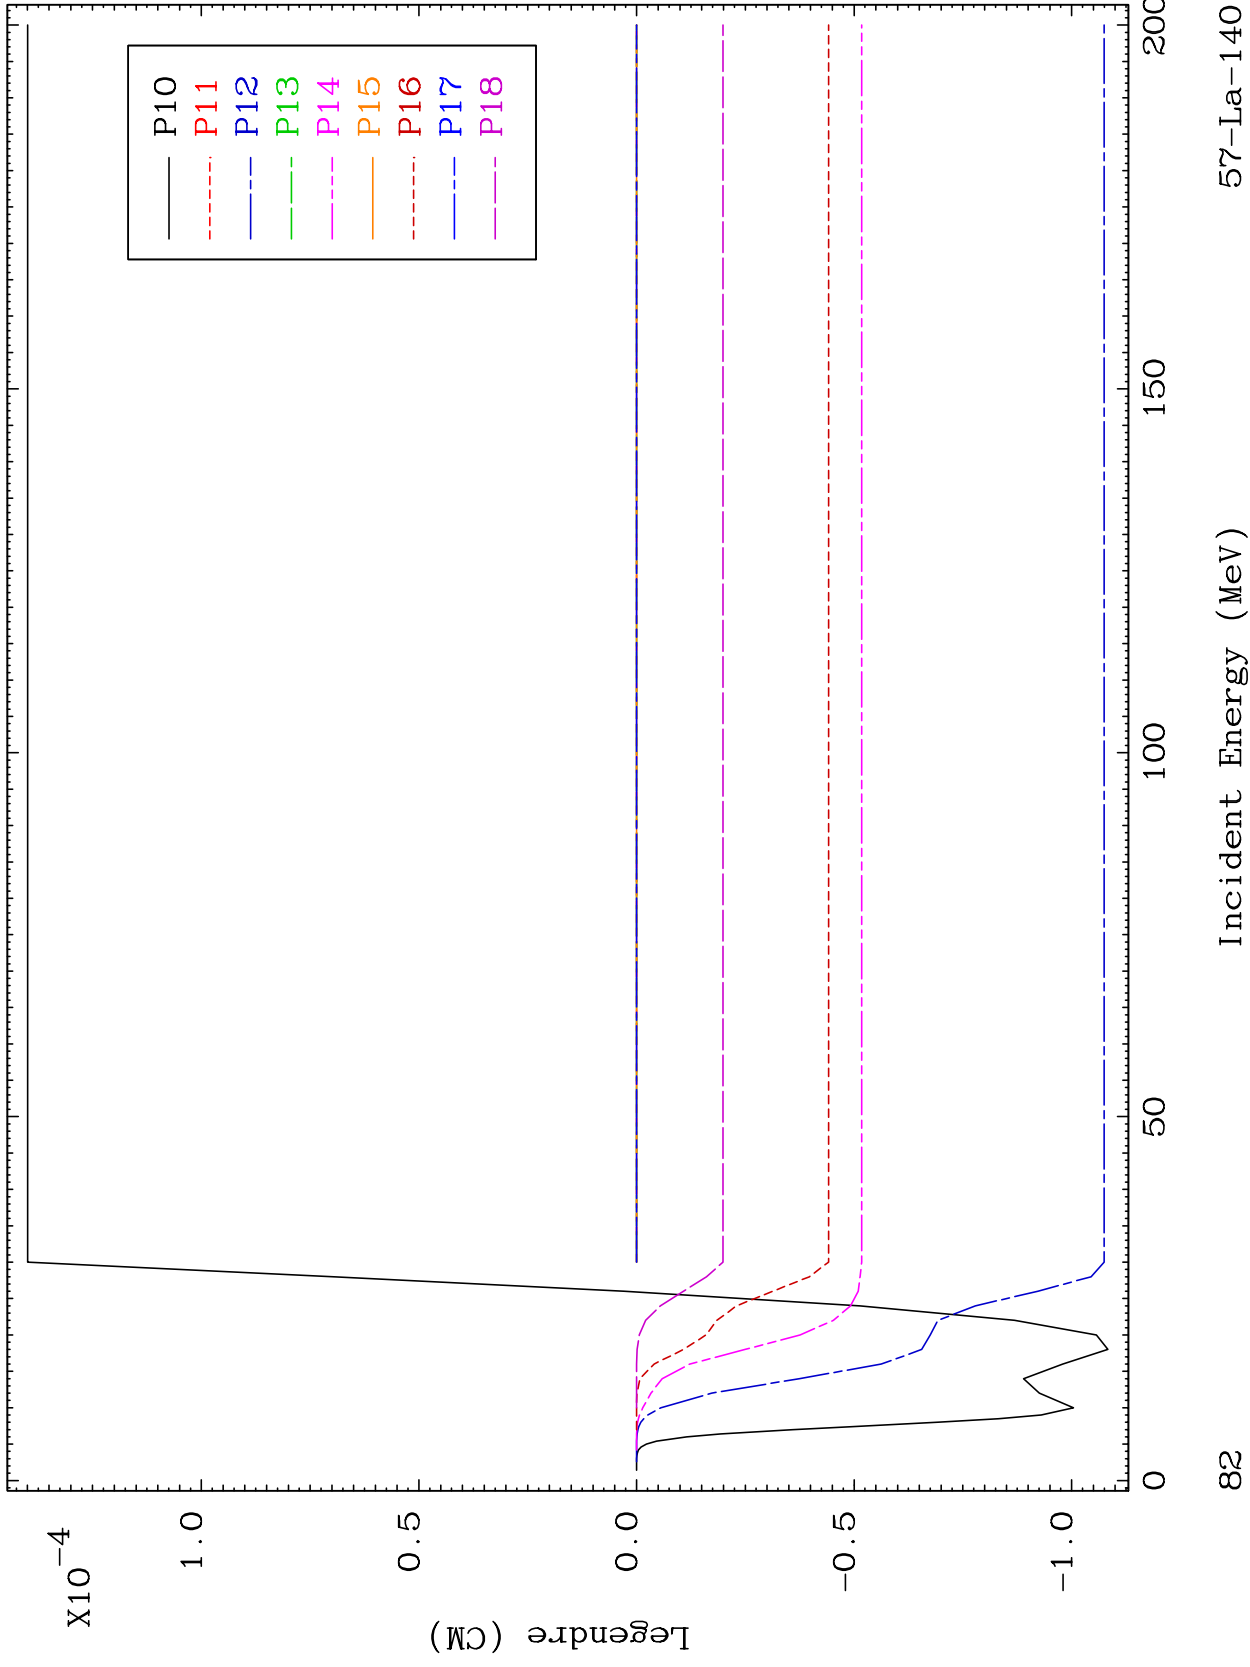 X10-4
1.0
0.5
0.0
-0.5
-1.0
Legendre (CM)
P10
P11
P12
P13
P14
P15
P16
P17
P18
0
50
100
150
200
Incident Energy (MeV)
82
57-La-140